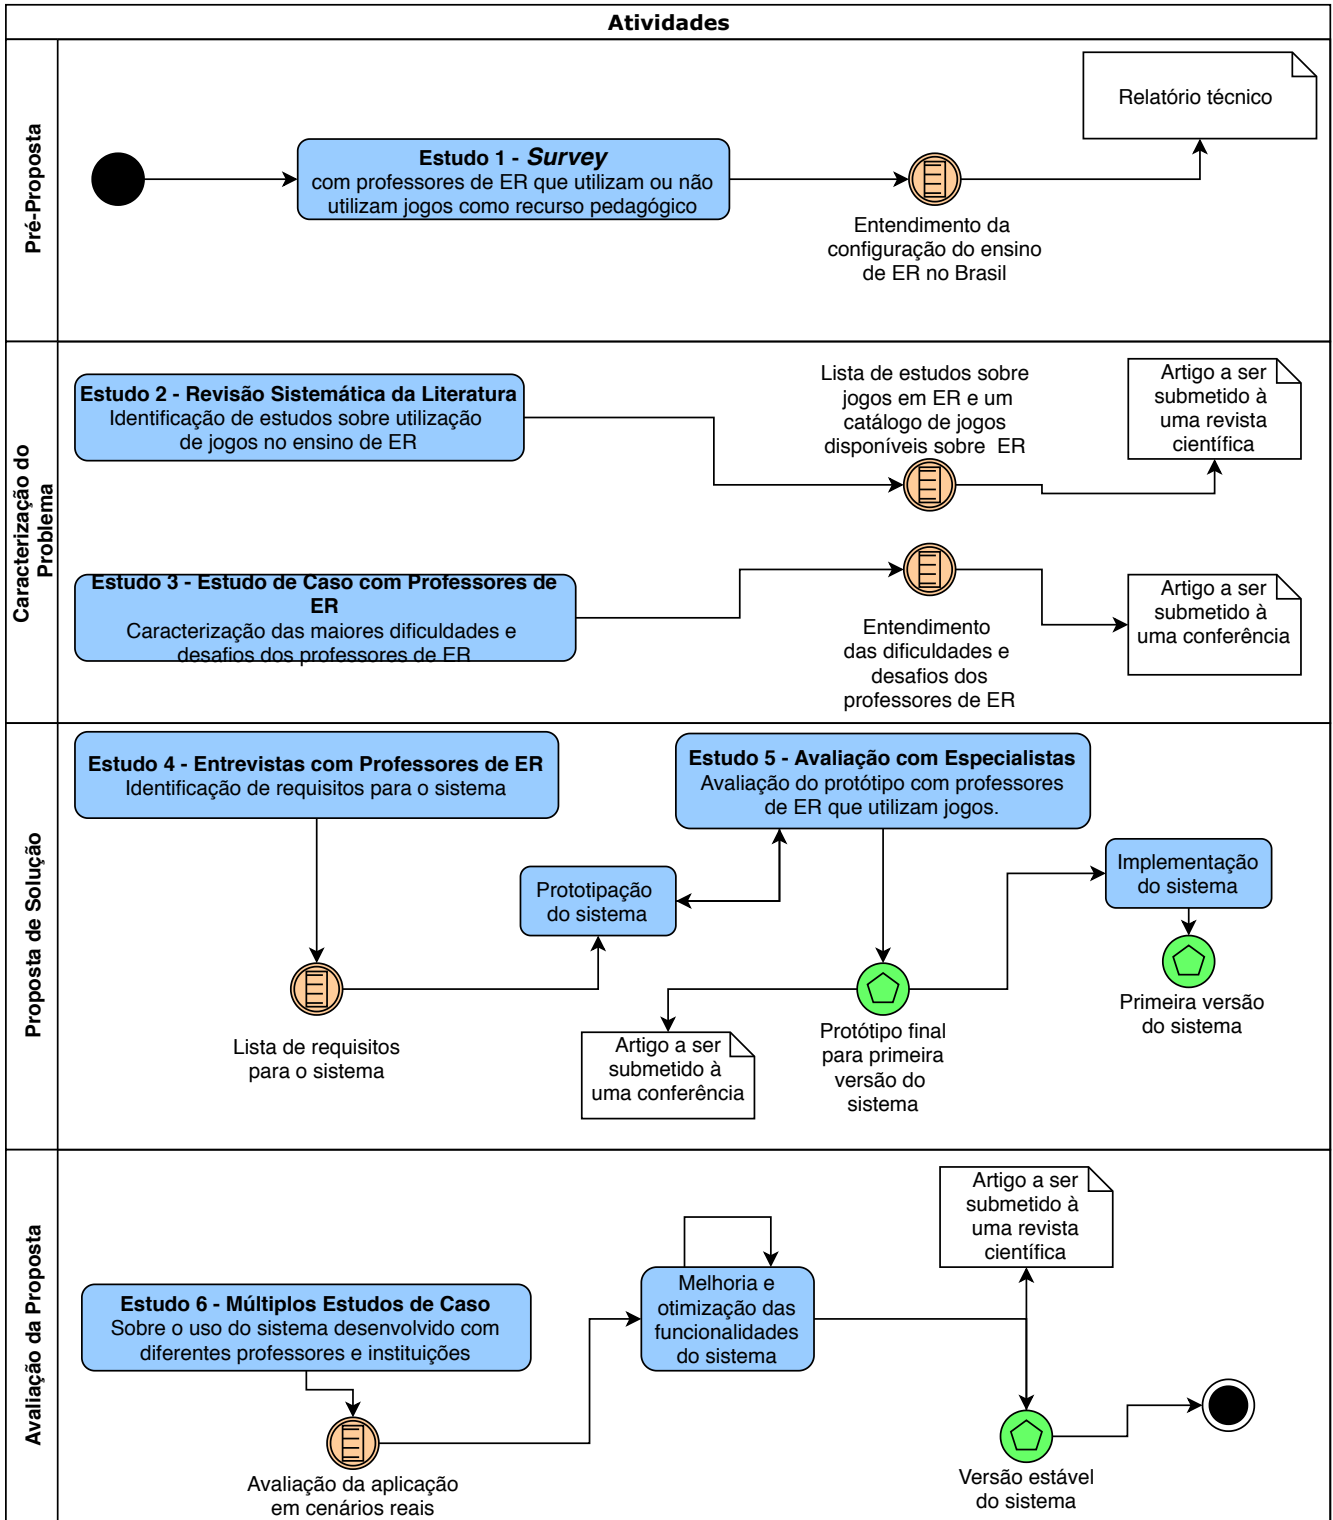 Atividades
Pré-Proposta
Estudo 1 - Survey
com professores de ER que utilizam ou não
utilizam jogos como recurso pedagógico
Entendimento da
configuração do ensino
de ER no Brasil
Relatório técnico
Caracterização do
Problema
Estudo 2 - Revisão Sistemática da Literatura
Identificação de estudos sobre utilização
de jogos no ensino de ER
Lista de estudos sobre
jogos em ER e um
catálogo de jogos
disponíveis sobre ER
Artigo a ser
submetido à
uma revista
científica
Estudo 3 - Estudo de Caso com Professores de
ER
Caracterização das maiores dificuldades e
desafios dos professores de ER
Entendimento
das dificuldades e
desafios dos
professores de ER
Artigo a ser
submetido à
uma conferência
Proposta de Solução
Estudo 4 - Entrevistas com Professores de ER
Identificação de requisitos para o sistema
Lista de requisitos
para o sistema
Prototipação
do sistema
Estudo 5 - Avaliação com Especialistas
Avaliação do protótipo com professores
de ER que utilizam jogos.
Artigo a ser
submetido à
uma conferência
Protótipo final
para primeira
versão do
sistema
Implementação
do sistema
Primeira versão
do sistema
Avaliação da Proposta
Estudo 6 - Múltiplos Estudos de Caso
Sobre o uso do sistema desenvolvido com
diferentes professores e instituições
Avaliação da aplicação
em cenários reais
Melhoria e
otimização das
funcionalidades
do sistema
Artigo a ser
submetido à
uma revista
científica
Versão estável
do sistema